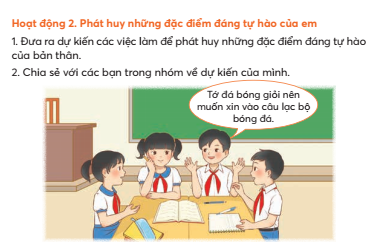 Hoạt động 2. Phát huy những đặc điểm đáng tự hào của em
1. Đưa ra dự kiến các việc làm để phát huy những đặc điểm đáng tự hào
của bản thân.
2. Chia sẻ với các bạn trong nhóm về dự kiến của mình.
Tớ đá bóng giỏi nên
muốn xin vào câu lạc bộ
bóng đá.